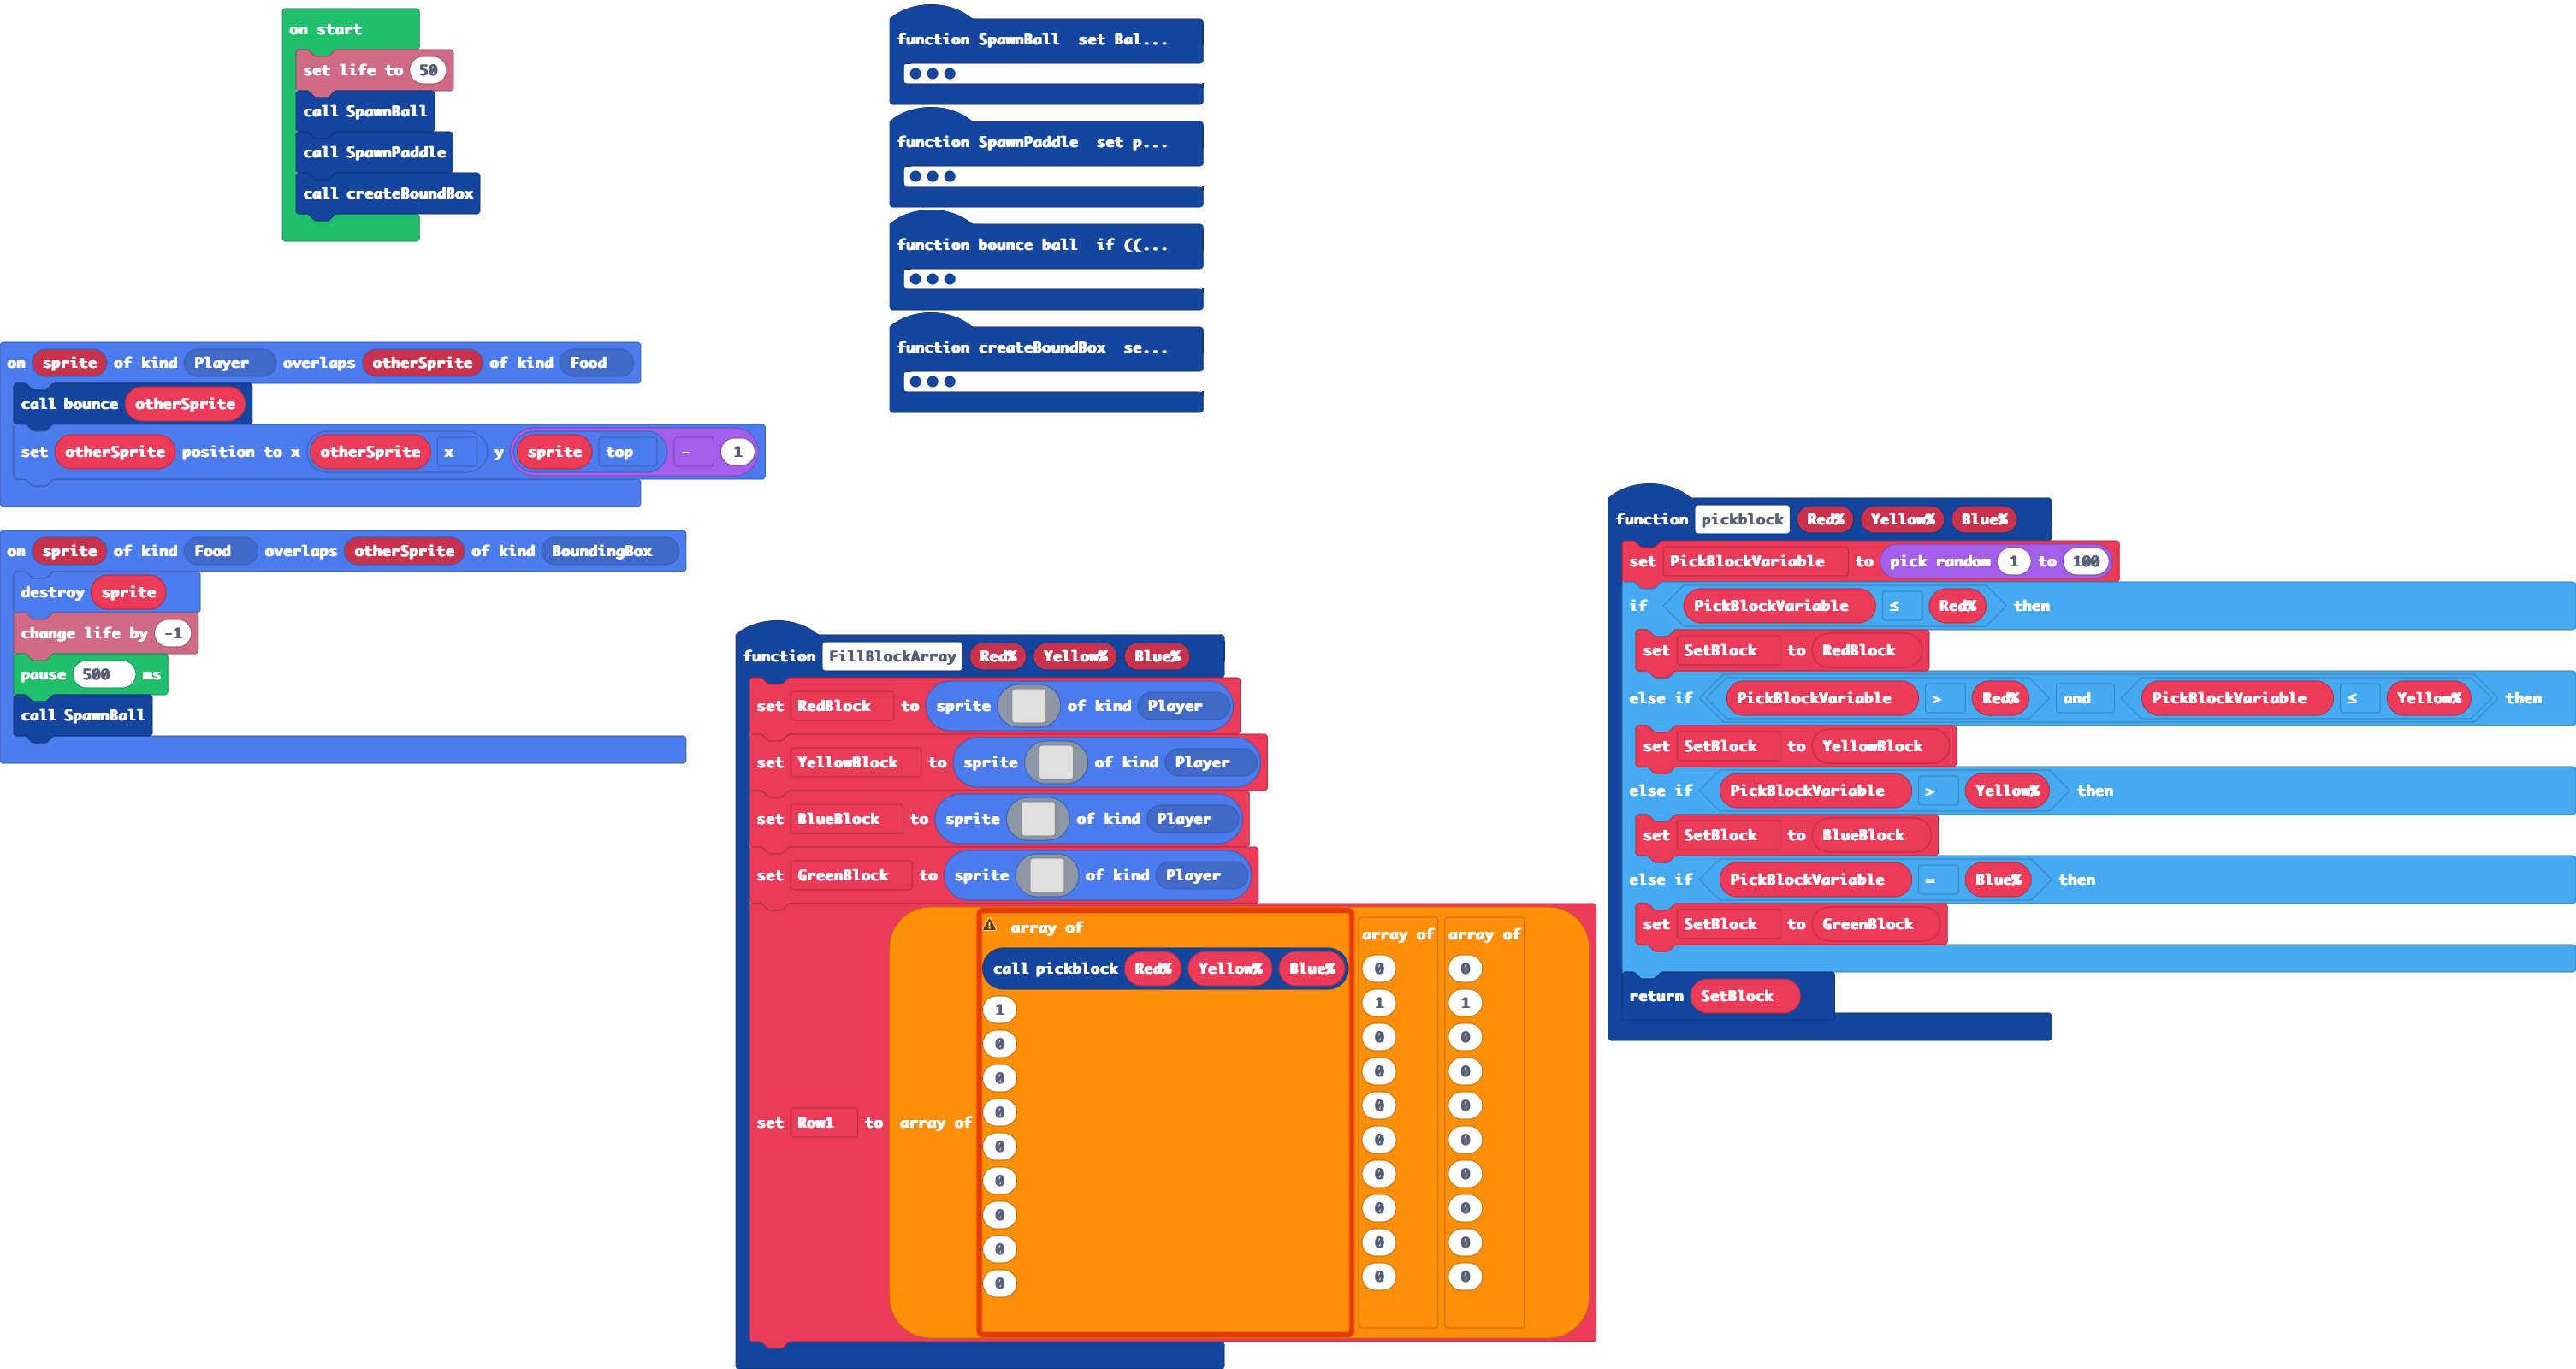 on start
set life to 50
call SpawnBall
call SpawnPaddle
call createBoundBox
function SpawnBall set Bal...
function SpawnPaddle set p...
function bounce ball if ((...
function createBoundBox se...
on sprite of kind Player overlaps otherSprite of kind Food
call bounce otherSprite
set otherSprite position to x otherSprite x y sprite top - 1
on sprite of kind Food overlaps otherSprite of kind BoundingBox
destroy sprite
change life by -1
pause 500 ms
call SpawnBall
function FillBlockArray Red% Yellow% Blue%
set RedBlock to sprite of kind Player
set YellowBlock to sprite of kind Player
set BlueBlock to sprite of kind Player
set GreenBlock to sprite of kind Player
set Row1 to array of
array of
call pickblock Red% Yellow% Blue%
1
0
0
0
0
0
0
0
0
array of
0
1
0
0
0
0
0
0
0
0
array of
0
1
0
0
0
0
0
0
0
0
function pickblock Red% Yellow% Blue%
set PickBlockVariable to pick random 1 to 100
if PickBlockVariable ≤ Red% then
set SetBlock to RedBlock
else if PickBlockVariable > Red% and PickBlockVariable ≤ Yellow% then
set SetBlock to YellowBlock
else if PickBlockVariable > Yellow% then
set SetBlock to BlueBlock
else if PickBlockVariable = Blue% then
set SetBlock to GreenBlock
return SetBlock